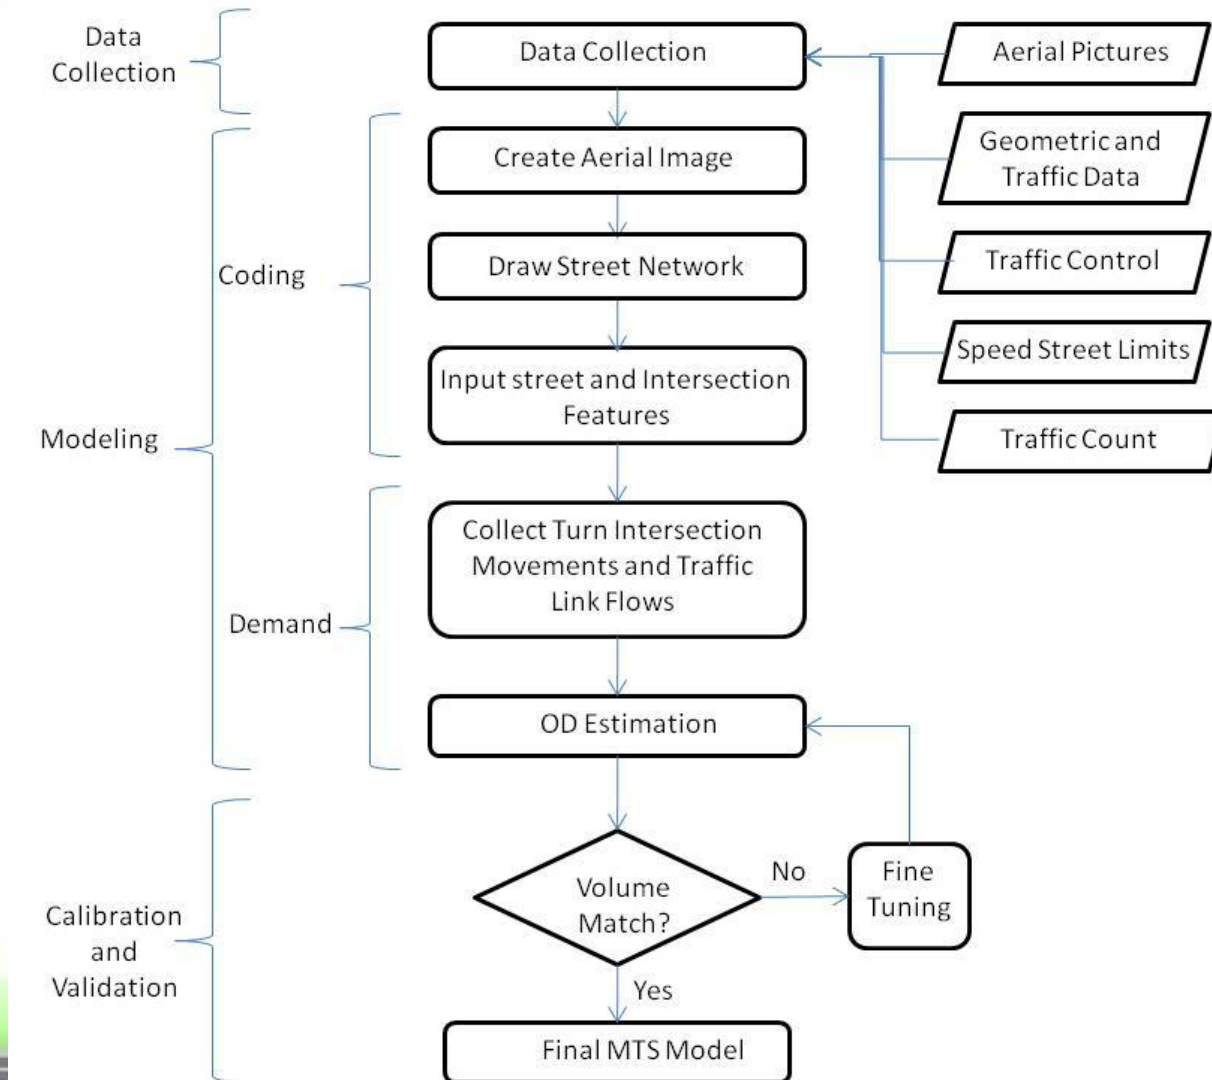 Data
Collection
Data Collection
Aerial Pictures
Create Aerial Image
Geometric and
Traffic Data
Coding
Draw Street Network
Traffic Control
Input street and Intersection
Features
Speed Street Limits
Modeling
Traffic Count
Collect Turn Intersection
Movements and Traffic
Link Flows
Demand
OD Estimation
Volume
Match?
No
Fine
Tuning
Calibration
and
Validation
Yes
Final MTS Model